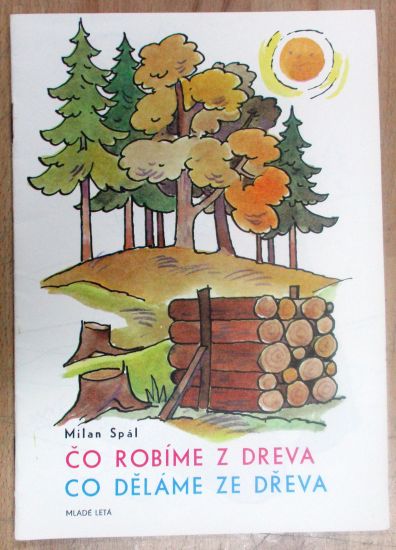 Milan Spál
ČO ROBÍME Z DREVA
CO DĚLÁME ZE DŘEVA
MLADÉ LETÁ